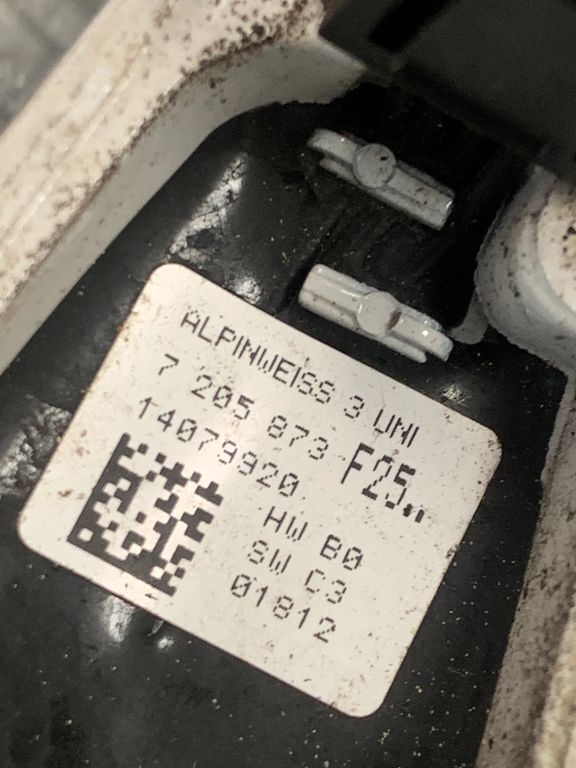 ALPINWEISS 3 UNI
7 205 873 F25..
14079920
HW B0
SW C3
01812